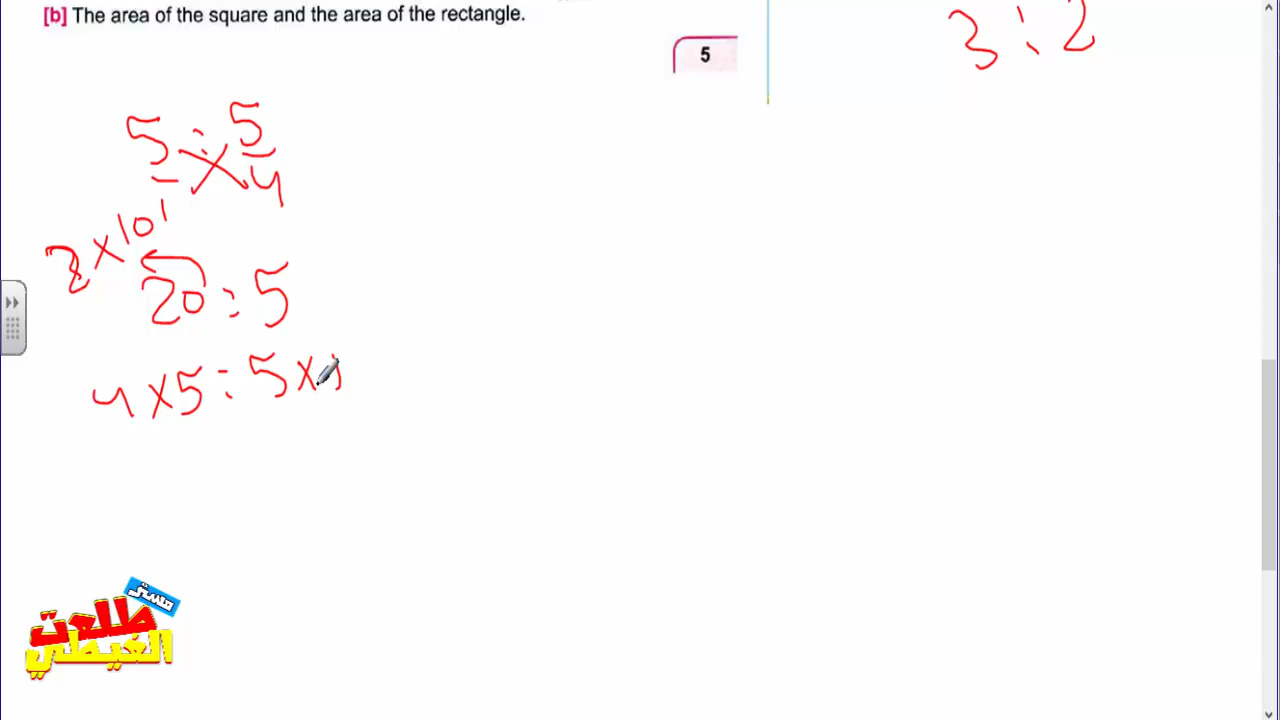 [b] The area of the square and the area of the rectangle.
5
3 : 2
5/1 : 5/4
2 × 10
20 : 5
4 × 5 : 5 ×
مستر
طلعت
الغيطي